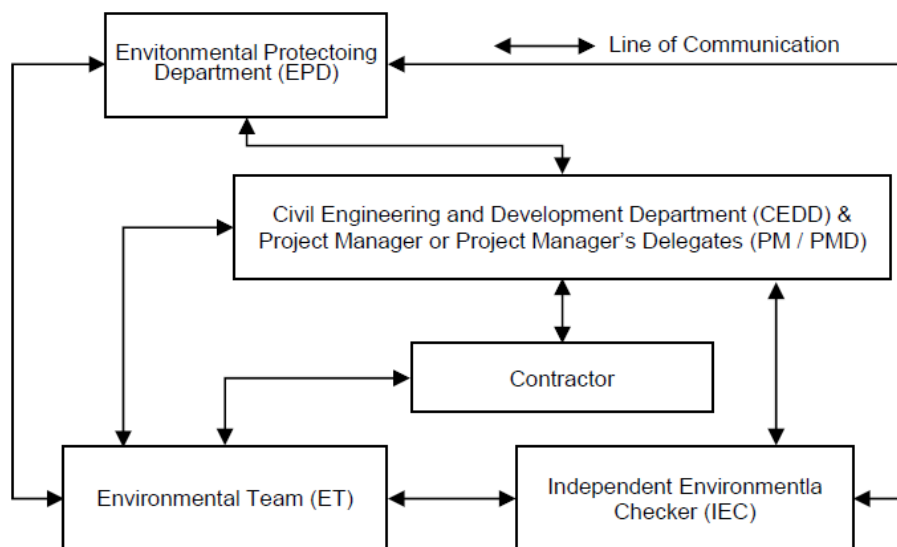 Envitonmental Protectoing
Department (EPD)
Line of Communication
Civil Engineering and Development Department (CEDD) &
Project Manager or Project Manager’s Delegates (PM / PMD)
Contractor
Environmental Team (ET)
Independent Environmentla
Checker (IEC)